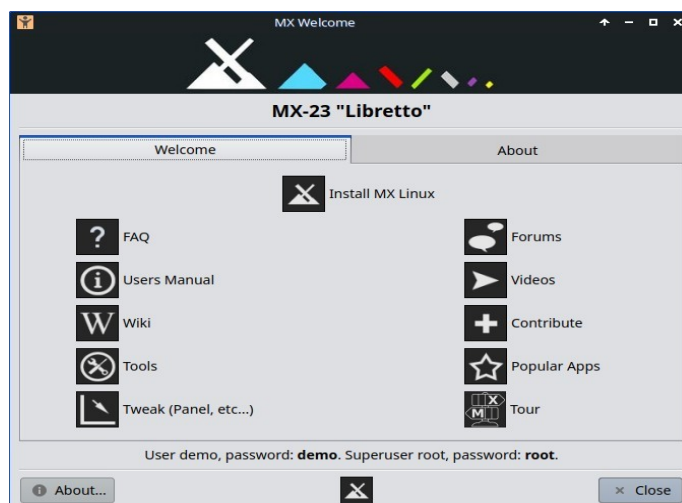 MX Welcome
MX-23 "Libretto"
Welcome
About
Install MX Linux
FAQ
Forums
Users Manual
Videos
Wiki
Contribute
Tools
Popular Apps
Tweak (Panel, etc...)
Tour
User demo, password: demo. Superuser root, password: root.
About...
Close